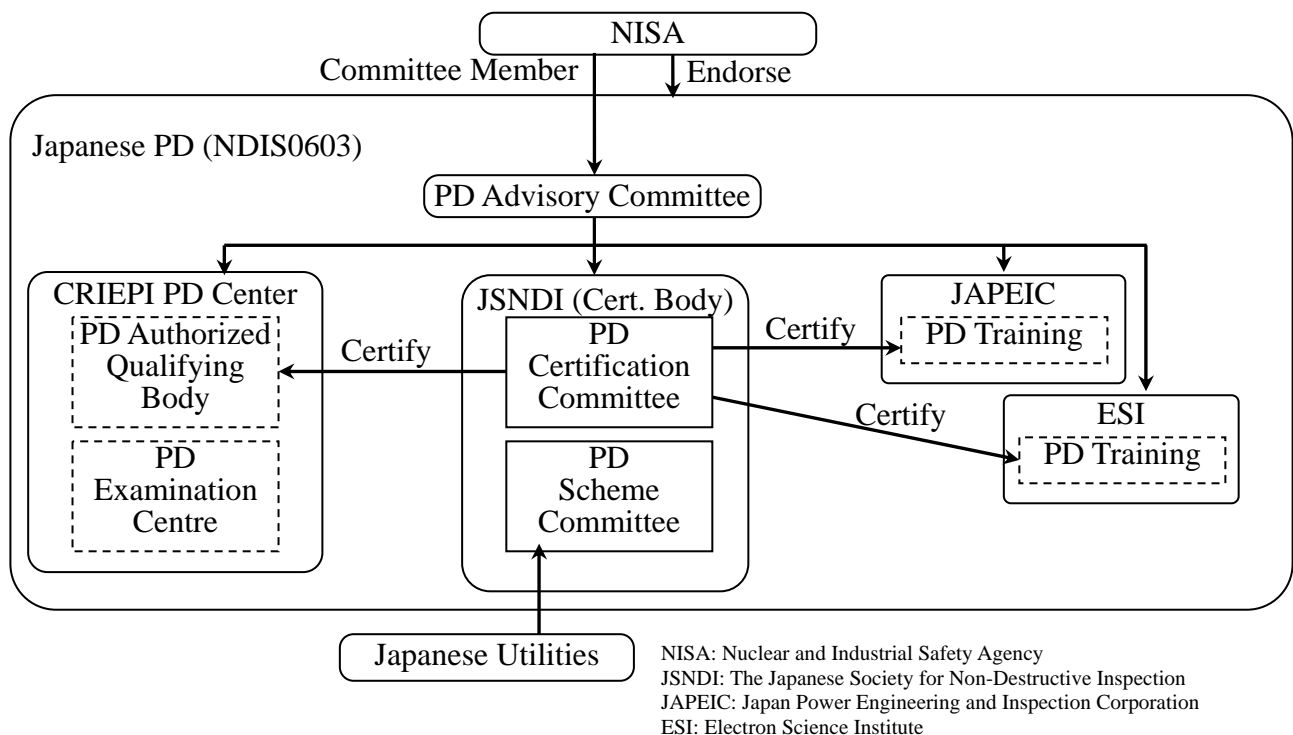 NISA
Committee Member
Endorse
Japanese PD (NDIS0603)
PD Advisory Committee
CRIEPI PD Center
PD Authorized
Qualifying
Body
PD
Examination
Centre
Certify
JSNDI (Cert. Body)
PD
Certification
Committee
PD
Scheme
Committee
Certify
JAPEIC
PD Training
Certify
ESI
PD Training
Japanese Utilities
NISA: Nuclear and Industrial Safety Agency
JSNDI: The Japanese Society for Non-Destructive Inspection
JAPEIC: Japan Power Engineering and Inspection Corporation
ESI: Electron Science Institute